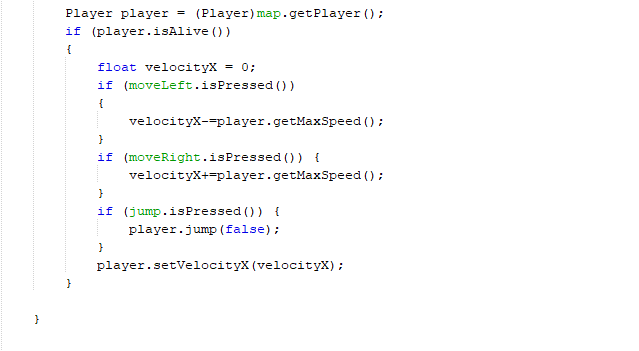 Player player = (Player)map.getPlayer();
if (player.isAlive())
{
float velocityX = 0;
if (moveLeft.isPressed())
{
velocityX-=player.getMaxSpeed();
}
if (moveRight.isPressed()) {
velocityX+=player.getMaxSpeed();
}
if (jump.isPressed()) {
player.jump(false);
}
player.setVelocityX(velocityX);
}
}